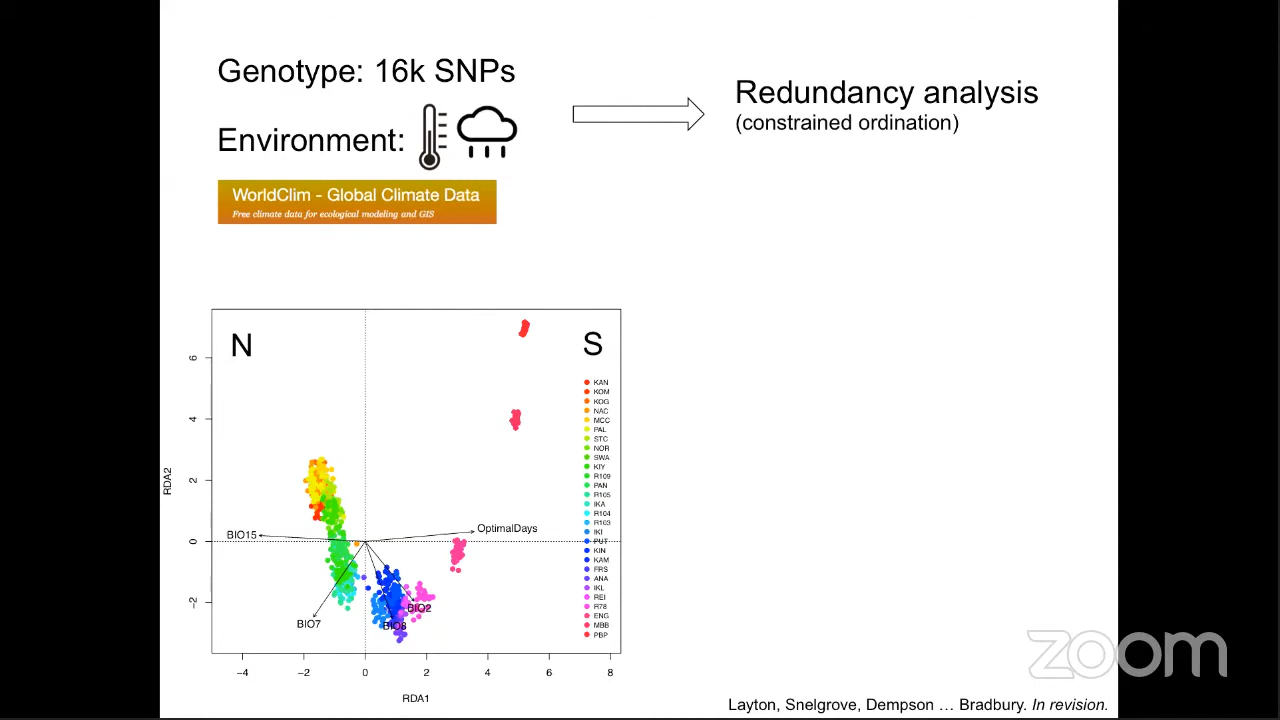 Genotype: 16k SNPs
Redundancy analysis
(constrained ordination)
Environment:
WorldClim - Global Climate Data
Free climate data for ecological modeling and GIS
N
S
KAN
KOM
KOG
NAC
MCC
PAL
STC
NOR
SWA
KIY
R109
PAN
R105
IKA
R104
R103
IKI
PUT
KIN
KAM
FRS
ANA
IKL
REI
R78
ENG
MBB
PBP
6
4
2
0
−2
RDA2
BIO15
OptimalDays
BIO7
BIO2
BIO8
−4 −2 0 2 4 6 8
RDA1
zoom
Layton, Snelgrove, Dempson ... Bradbury. In revision.